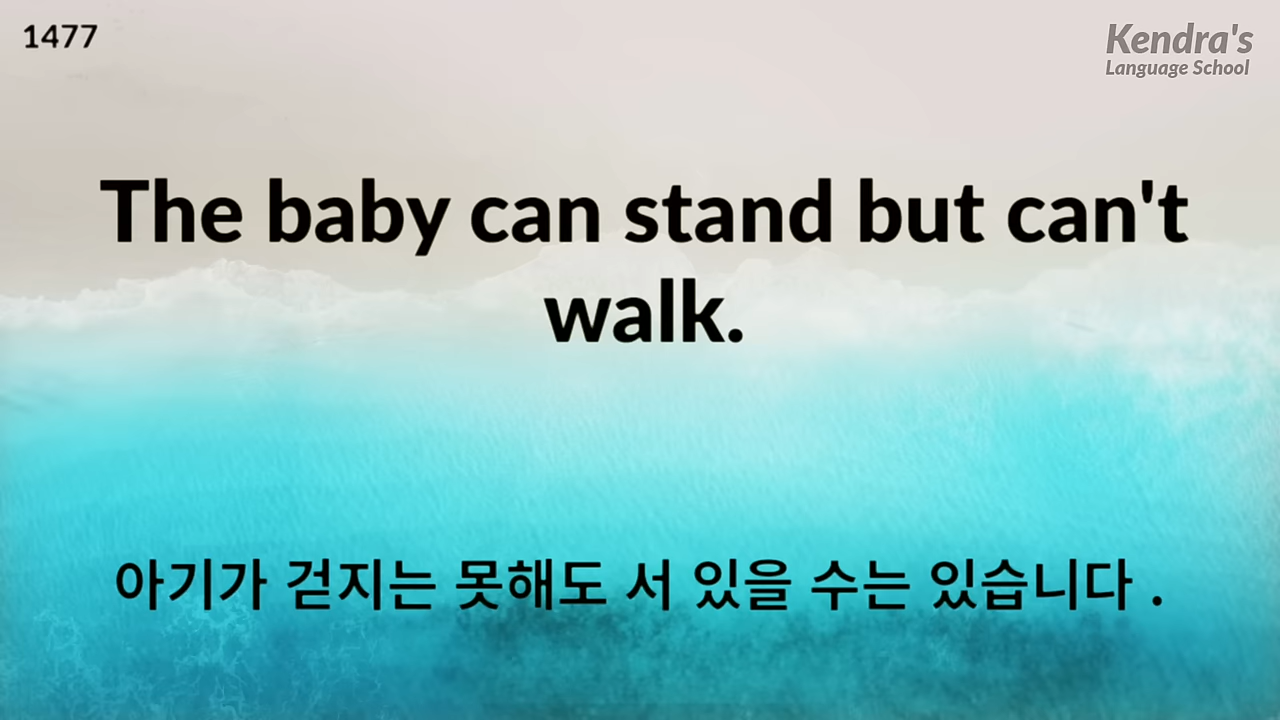 1477
Kendra's
Language School
The baby can stand but can't
walk.
아기가 걷지는 못해도 서 있을 수는 있습니다 .